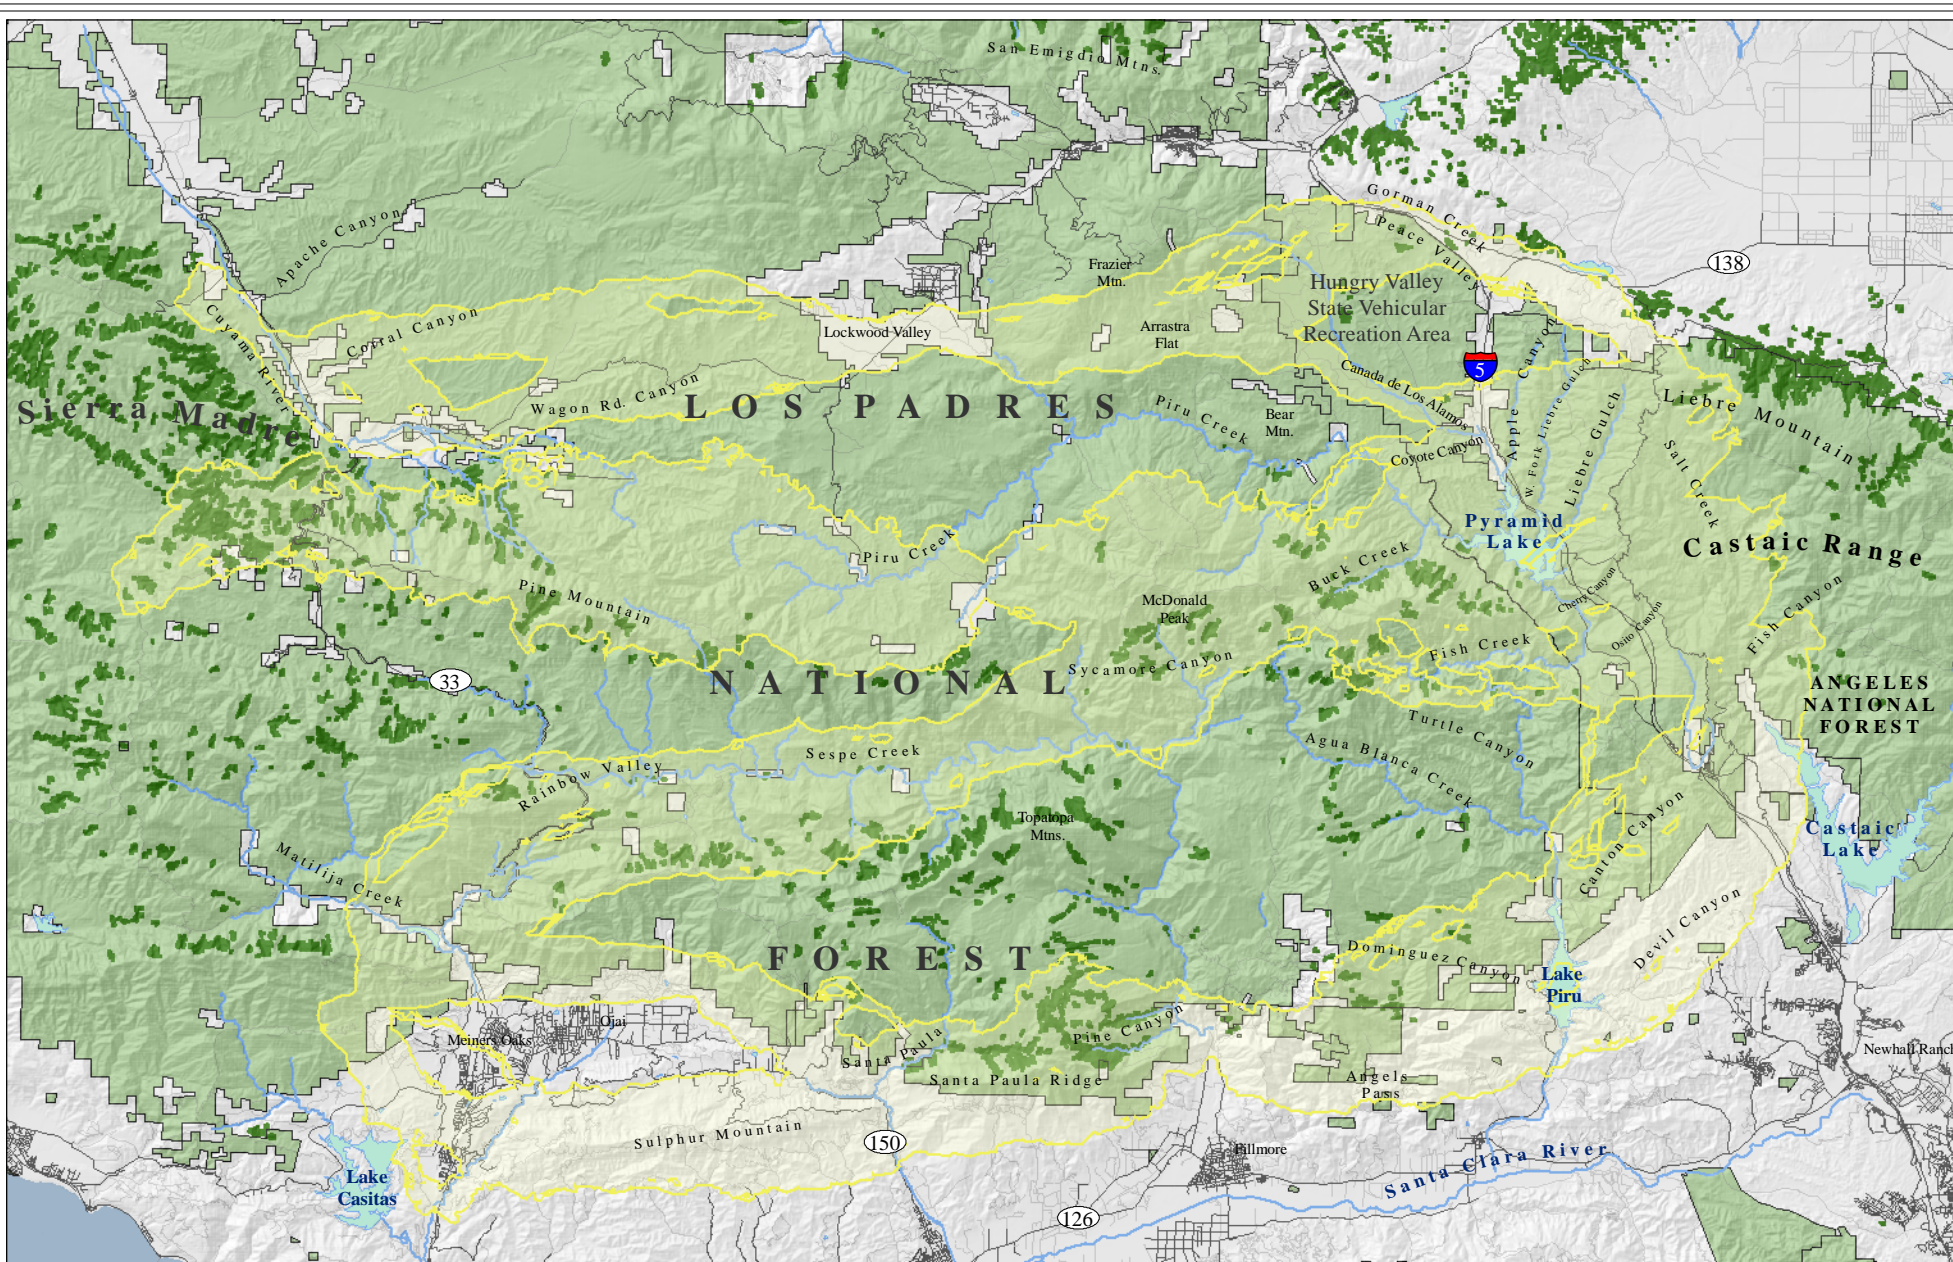 San Emigdio Mtns.
Gorman Creek
Peace Valley
Apache Canyon
138
Frazier
Mtn.
Hungry Valley
State Vehicular
Recreation Area
Cuyama River
Corral Canyon
Lockwood Valley
Arrastra
Flat
Canyon
5
Canada de Los Alamos
W. Fork Liebre Gulch
Liebre Gulch
Liebre Mountain
Sierra Madre
Wagon Rd. Canyon
LOS PADRES
Piru Creek
Bear
Mtn.
Apple
Coyote Canyon
Salt Creek
Pyramid
Lake
Castaic Range
Piru Creek
Buck Creek
Pine Mountain
McDonald
Peak
Cherry Canyon
Osito Canyon
Fish Canyon
Fish Creek
Sycamore Canyon
33
NATIONAL
ANGELES
NATIONAL
FOREST
Turtle Canyon
Agua Blanca Creek
Sespe Creek
Rainbow Valley
Topatopa
Mtns.
Castaic
Lake
Canton Canyon
Matilija Creek
FOREST
Dominguez Canyon
Devil Canyon
Lake
Piru
Ojai
Meiners Oaks
Pine Canyon
Santa Paula
Santa Paula Ridge
Angels
Pass
Newhall Ranch
Sulphur Mountain
150
Fillmore
Santa Clara River
Lake
Casitas
126